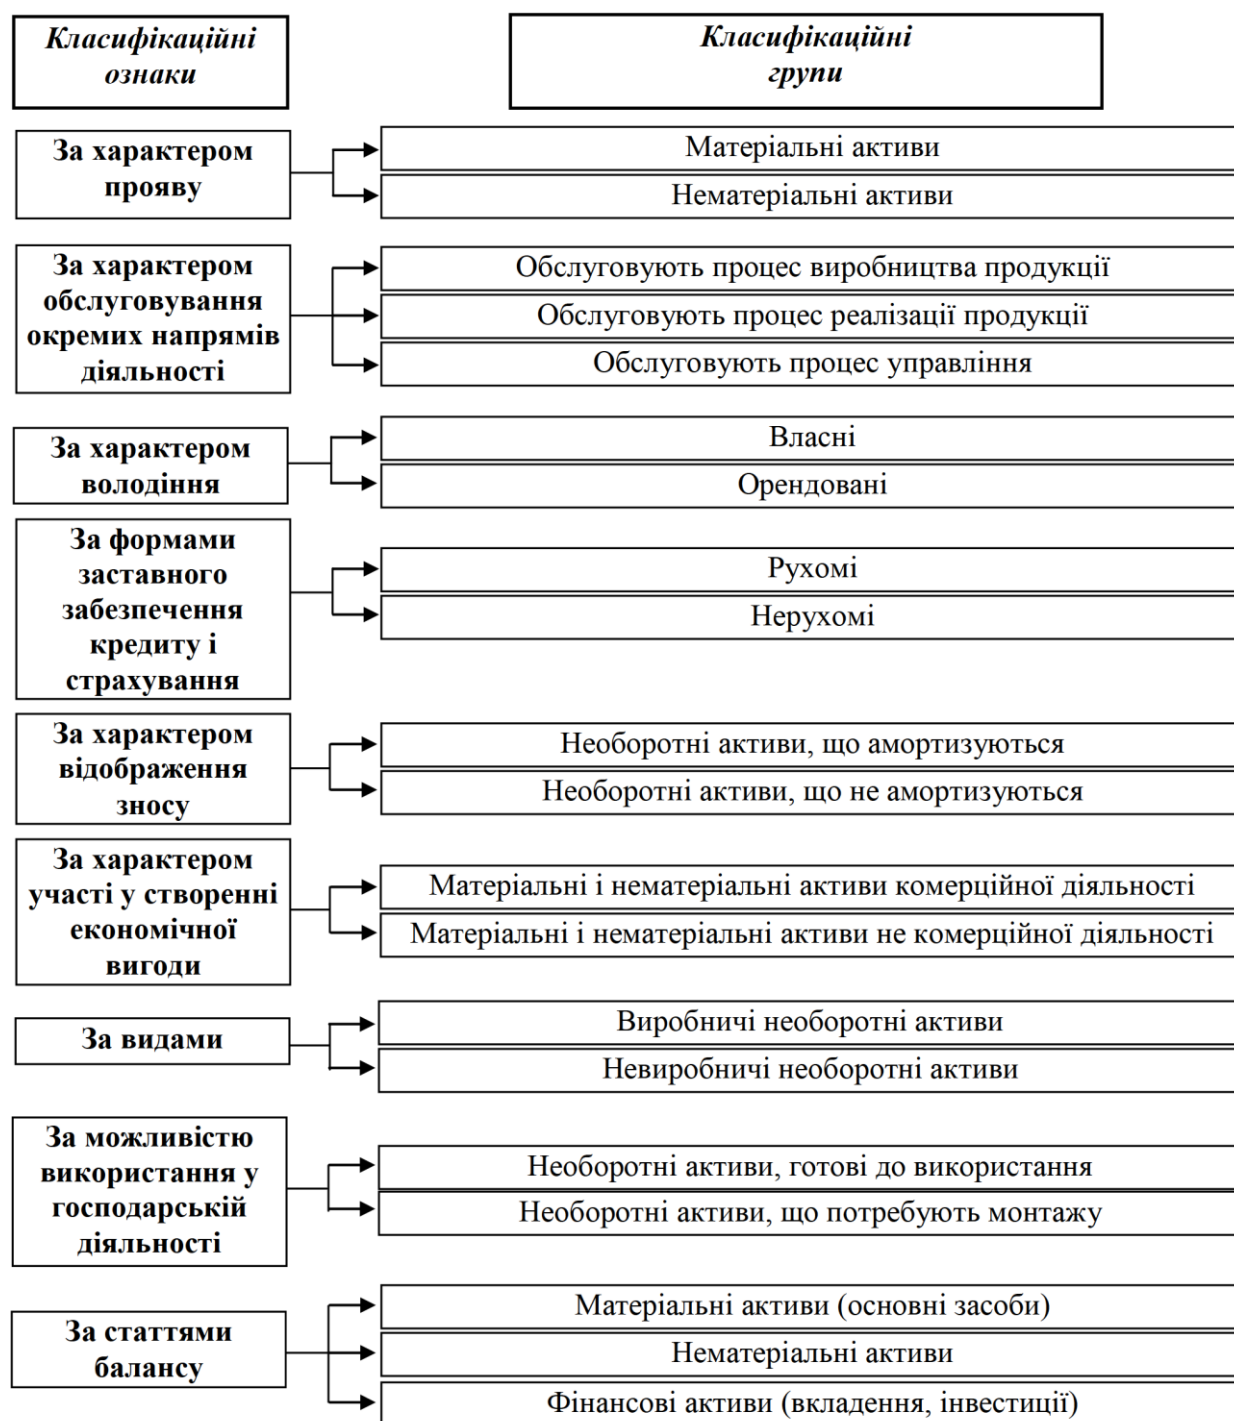 Класифікаційні
ознаки
Класифікаційні
групи
За характером
прояву
Матеріальні активи
Нематеріальні активи
За характером
обслуговування
окремих напрямів
діяльності
Обслуговують процес виробництва продукції
Обслуговують процес реалізації продукції
Обслуговують процес управління
За характером
володіння
Власні
Орендовані
За формами
заставного
забезпечення
кредиту і
страхування
Рухомі
Нерухомі
За характером
відображення
зносу
Необоротні активи, що амортизуються
Необоротні активи, що не амортизуються
За характером
участі у створенні
економічної
вигоди
Матеріальні і нематеріальні активи комерційної діяльності
Матеріальні і нематеріальні активи не комерційної діяльності
За видами
Виробничі необоротні активи
Невиробничі необоротні активи
За можливістю
використання у
господарській
діяльності
Необоротні активи, готові до використання
Необоротні активи, що потребують монтажу
За статтями
балансу
Матеріальні активи (основні засоби)
Нематеріальні активи
Фінансові активи (вкладення, інвестиції)